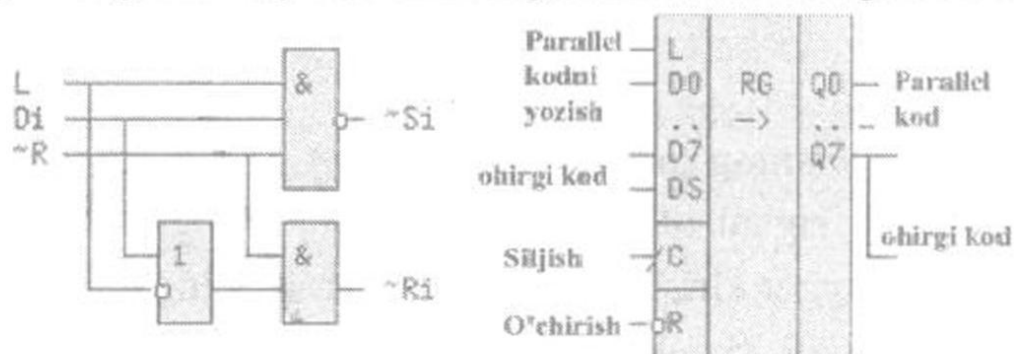 L
Di
~R
&
~Si
1
&
~Ri
Parallel
kodni
yozish
ohirgi kod
Siljish
O'chirish
L
D0
..
D7
DS
C
R
RG
-->
Q0
..
Q7
Parallel
kod
ohirgi kod